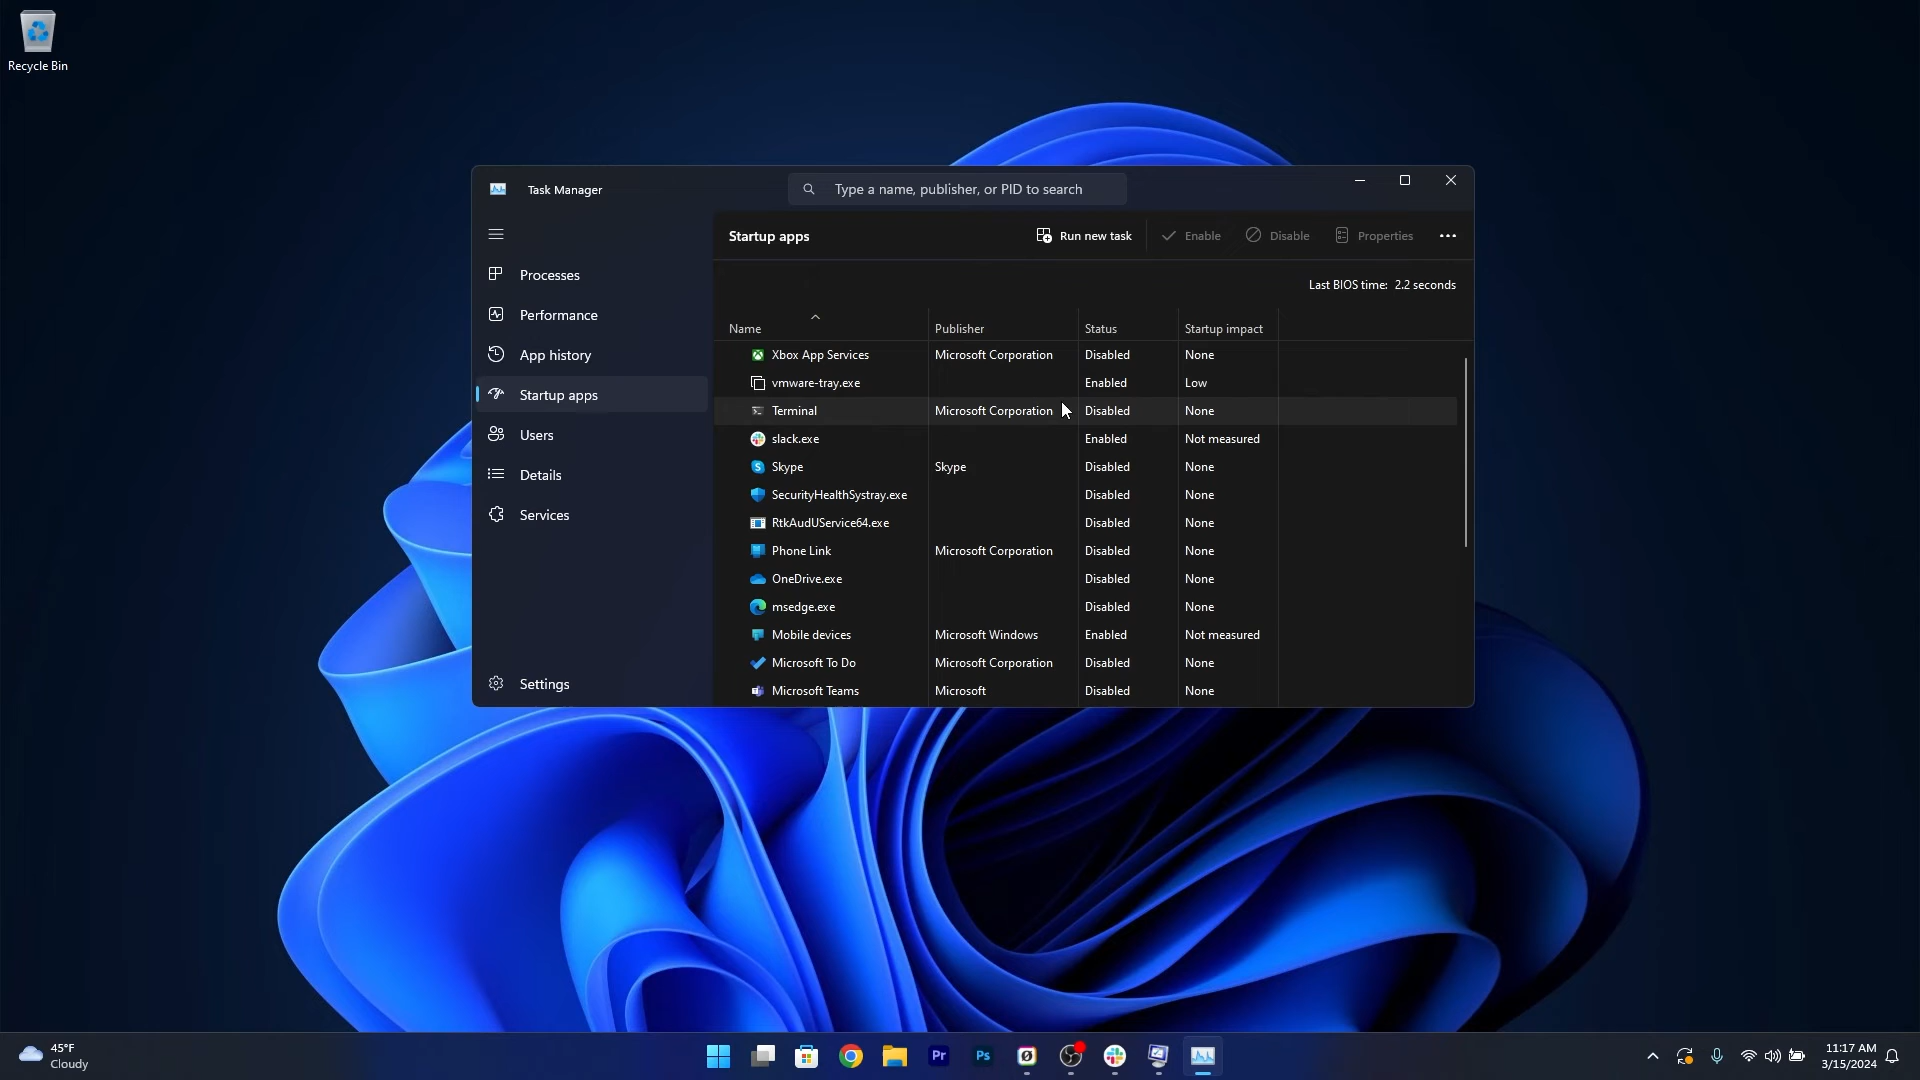 Recycle Bin
Task Manager
Type a name, publisher, or PID to search
Startup apps
Run new task
Enable
Disable
Properties
Processes
Performance
App history
Startup apps
Users
Details
Services
Settings
Last BIOS time: 2.2 seconds
Name Publisher Status Startup impact
Xbox App Services Microsoft Corporation Disabled None
vmware-tray.exe Enabled Low
Terminal Microsoft Corporation Disabled None
slack.exe Enabled Not measured
Skype Skype Disabled None
SecurityHealthSystray.exe Disabled None
RtkAudUService64.exe Disabled None
Phone Link Microsoft Corporation Disabled None
OneDrive.exe Disabled None
msedge.exe Disabled None
Mobile devices Microsoft Windows Enabled Not measured
Microsoft To Do Microsoft Corporation Disabled None
Microsoft Teams Microsoft Disabled None
45°F
Cloudy
Pr
Ps
11:17 AM
3/15/2024